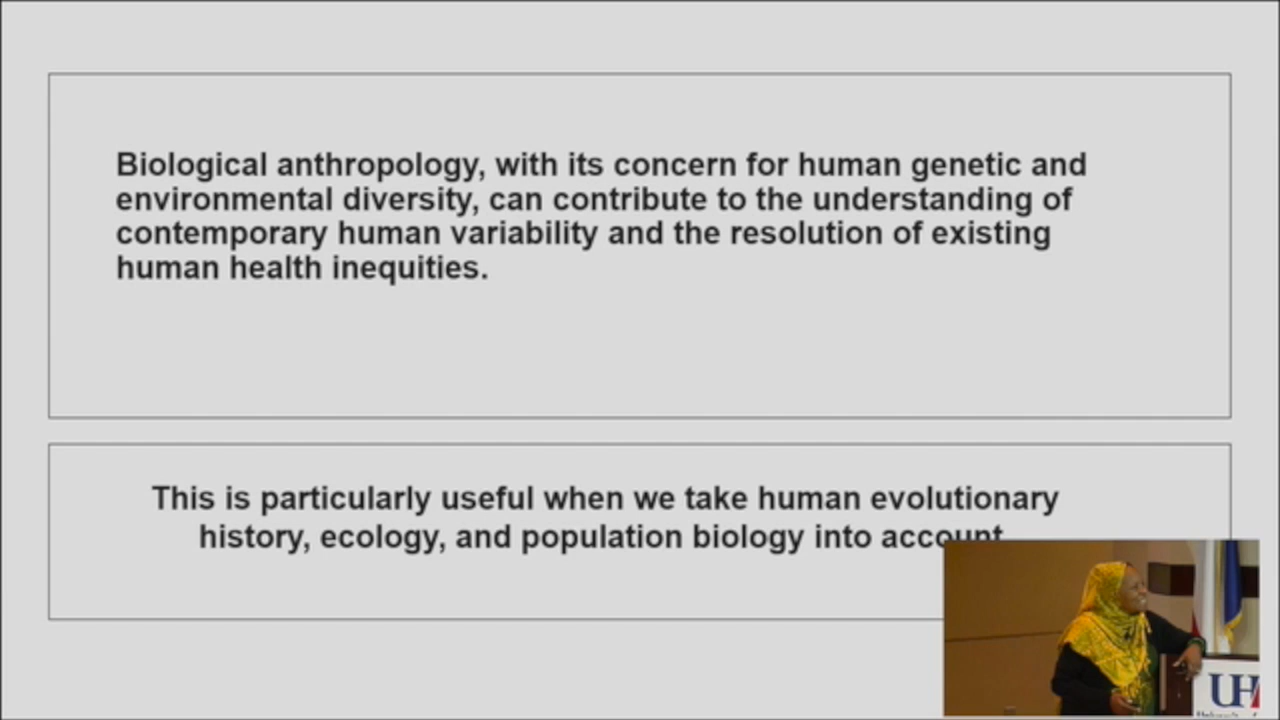 Biological anthropology, with its concern for human genetic and
environmental diversity, can contribute to the understanding of
contemporary human variability and the resolution of existing
human health inequities.
This is particularly useful when we take human evolutionary
history, ecology, and population biology into account
UH